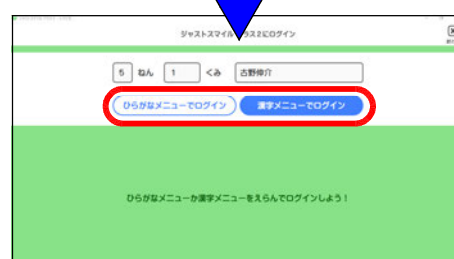 ジャストスマイルクラス2にログイン
5 ねん 1 くみ 古野伸介
ひらがなメニューでログイン 漢字メニューでログイン
ひらがなメニューか漢字メニューをえらんでログインしよう！